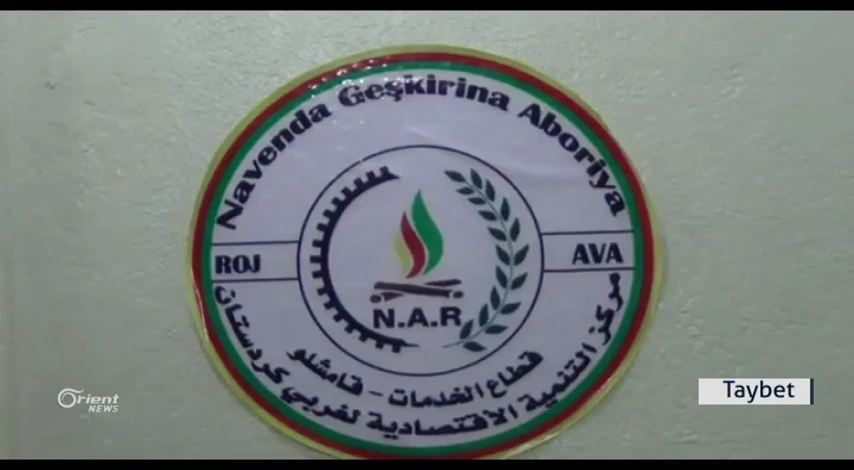 Navenda Geşkirina Aboriya
ROJ AVA
N.A.R
قطاع الخدمات - قامشلو
مركز التنمية الاقتصادية لغربي كردستان
Orient
NEWS
Taybet